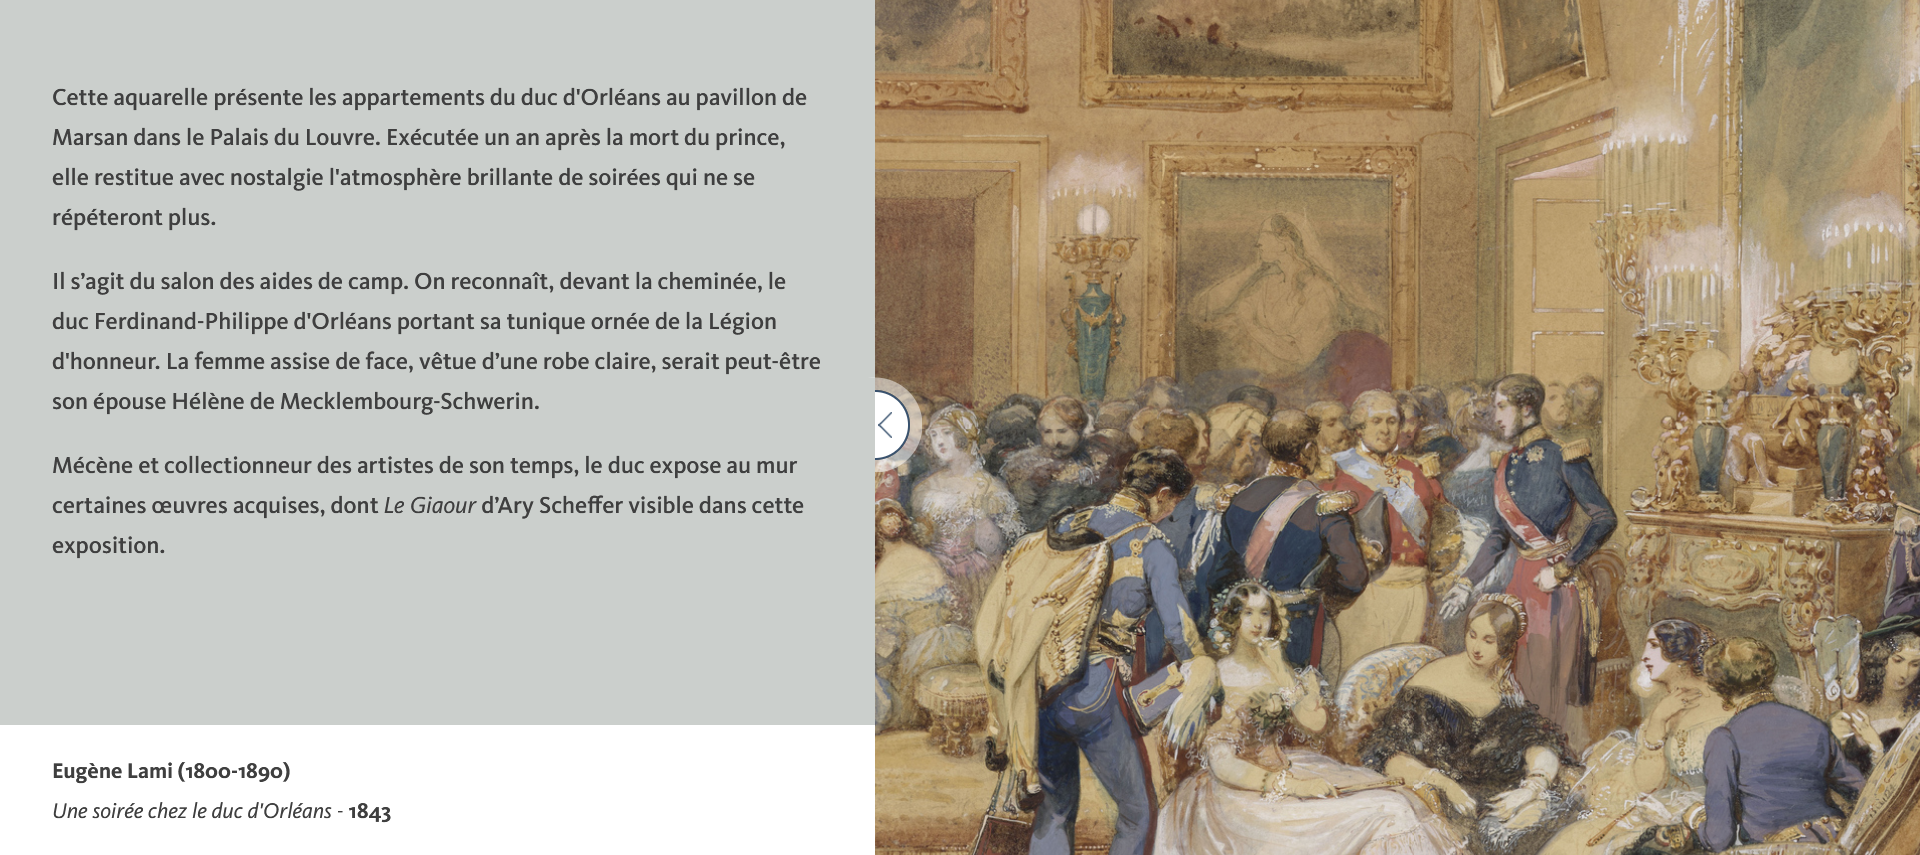 Cette aquarelle présente les appartements du duc d'Orléans au pavillon de
Marsan dans le Palais du Louvre. Exécutée un an après la mort du prince,
elle restitue avec nostalgie l'atmosphère brillante de soirées qui ne se
répéteront plus.
Il s’agit du salon des aides de camp. On reconnaît, devant la cheminée, le
duc Ferdinand-Philippe d'Orléans portant sa tunique ornée de la Légion
d'honneur. La femme assise de face, vêtue d’une robe claire, serait peut-être
son épouse Hélène de Mecklembourg-Schwerin.
Mécène et collectionneur des artistes de son temps, le duc expose au mur
certaines œuvres acquises, dont Le Giaour d’Ary Scheffer visible dans cette
exposition.
Eugène Lami (1800-1890)
Une soirée chez le duc d'Orléans - 1843